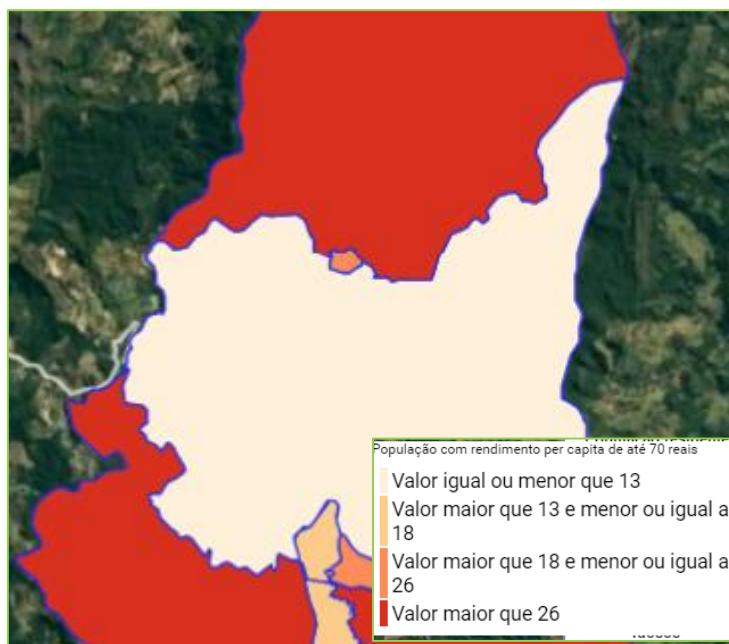 População com rendimento per capita de até 70 reais
Valor igual ou menor que 13
Valor maior que 13 e menor ou igual a
18
Valor maior que 18 e menor ou igual a
26
Valor maior que 26